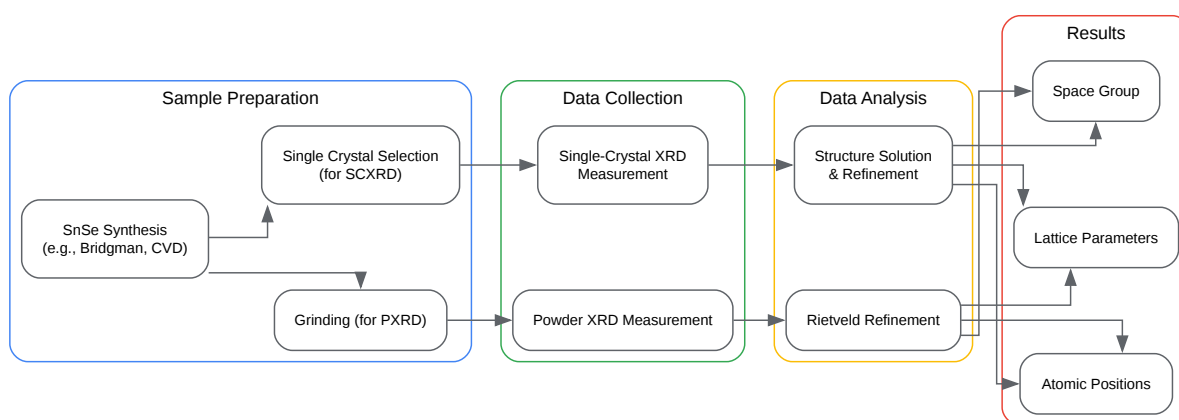 Results
Sample Preparation
Data Collection
Data Analysis
Space Group
Single Crystal Selection
(for SCXRD)
Single-Crystal XRD
Measurement
Structure Solution
& Refinement
SnSe Synthesis
(e.g., Bridgman, CVD)
Lattice Parameters
Grinding (for PXRD)
Powder XRD Measurement
Rietveld Refinement
Atomic Positions